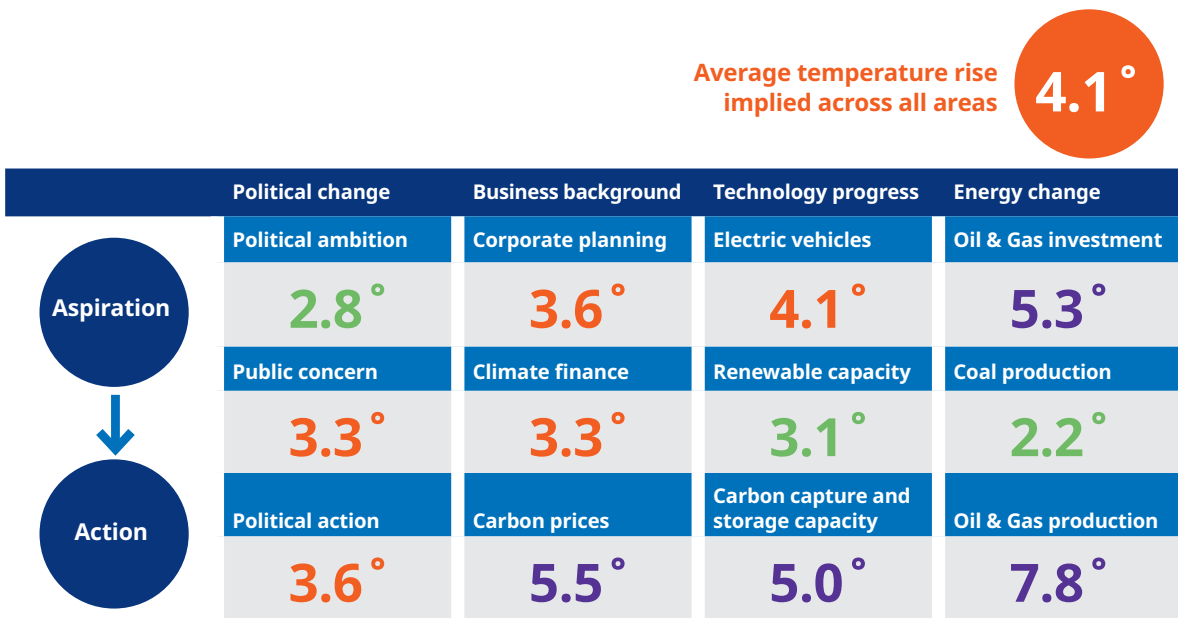 Average temperature rise
implied across all areas
4.1°
Political change Business background Technology progress Energy change
Aspiration
Political ambition Corporate planning Electric vehicles Oil & Gas investment
2.8° 3.6° 4.1° 5.3°
Public concern Climate finance Renewable capacity Coal production
3.3° 3.3° 3.1° 2.2°
Action
Political action Carbon prices Carbon capture and
storage capacity Oil & Gas production
3.6° 5.5° 5.0° 7.8°